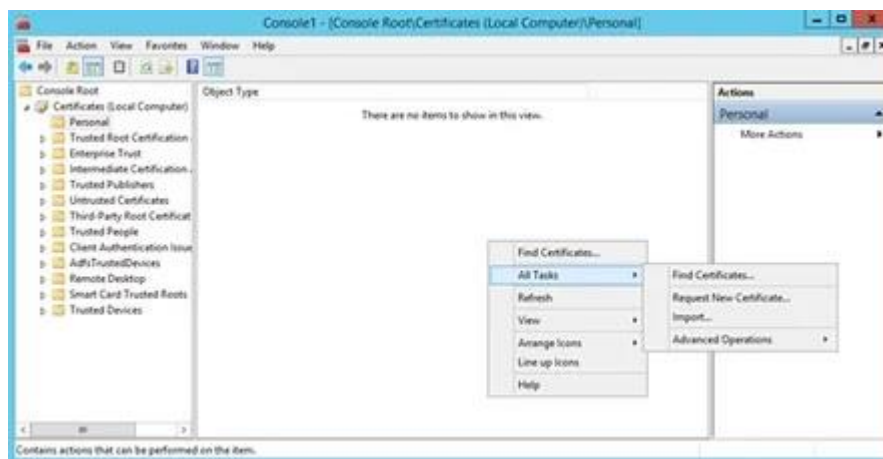 Console1 - [Console Root\Certificates (Local Computer)\Personal]
File Action View Favorites Window Help
Console Root
Certificates (Local Computer)
Personal
Trusted Root Certification
Enterprise Trust
Intermediate Certification
Trusted Publishers
Untrusted Certificates
Third-Party Root Certificat
Trusted People
Client Authentication Issue
AdfsTrustedDevices
Remote Desktop
Smart Card Trusted Roots
Trusted Devices
Object Type
There are no items to show in this view.
Find Certificates...
All Tasks
Refresh
View
Arrange Icons
Line up Icons
Help
Find Certificates...
Request New Certificate...
Import...
Advanced Operations
Actions
Personal
More Actions
Contains actions that can be performed on the item.